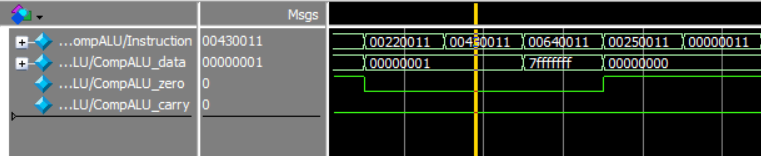 Msgs
...ompALU/Instruction 00430011 00220011 00430011 00640011 00250011 00000011
...LU/CompALU_data 00000001 00000001 7fffffff 00000000
...LU/CompALU_zero 0
...LU/CompALU_carry 0